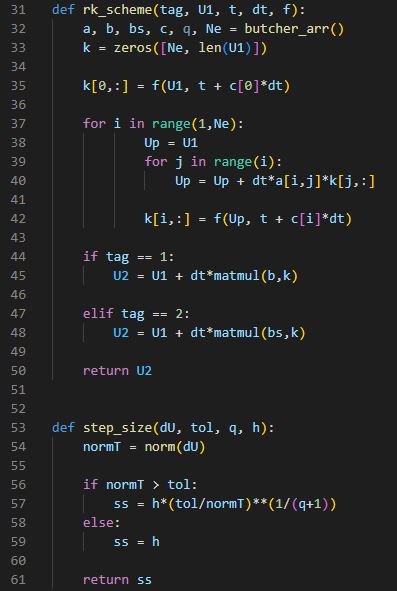 31 def rk_scheme(tag, U1, t, dt, f):
32     a, b, bs, c, q, Ne = butcher_arr()
33     k = zeros([Ne, len(U1)])
34
35     k[0,:] = f(U1, t + c[0]*dt)
36
37     for i in range(1,Ne):
38             Up = U1
39             for j in range(i):
40                 Up = Up + dt*a[i,j]*k[j,:]
41
42             k[i,:] = f(Up, t + c[i]*dt)
43
44     if tag == 1:
45         U2 = U1 + dt*matmul(b,k)
46
47     elif tag == 2:
48         U2 = U1 + dt*matmul(bs,k)
49
50     return U2
51
52
53 def step_size(dU, tol, q, h):
54     normT = norm(dU)
55
56     if normT > tol:
57         ss = h*(tol/normT)**(1/(q+1))
58     else:
59         ss = h
60
61     return ss